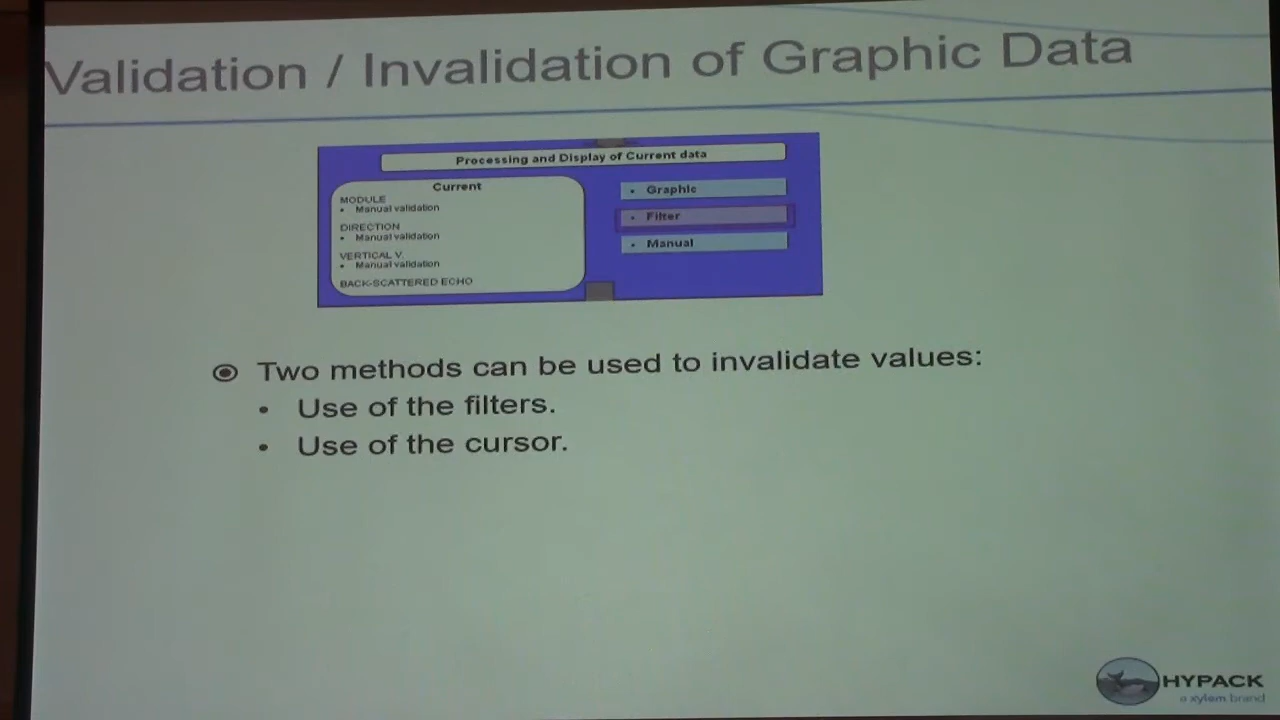 Validation / Invalidation of Graphic Data
Processing and Display of Current data
Current
MODULE
• Manual validation
DIRECTION
• Manual validation
VERTICAL V.
• Manual validation
BACK-SCATTERED ECHO
• Graphic
• Filter
• Manual
Two methods can be used to invalidate values:
• Use of the filters.
• Use of the cursor.
HYPACK
a xylem brand